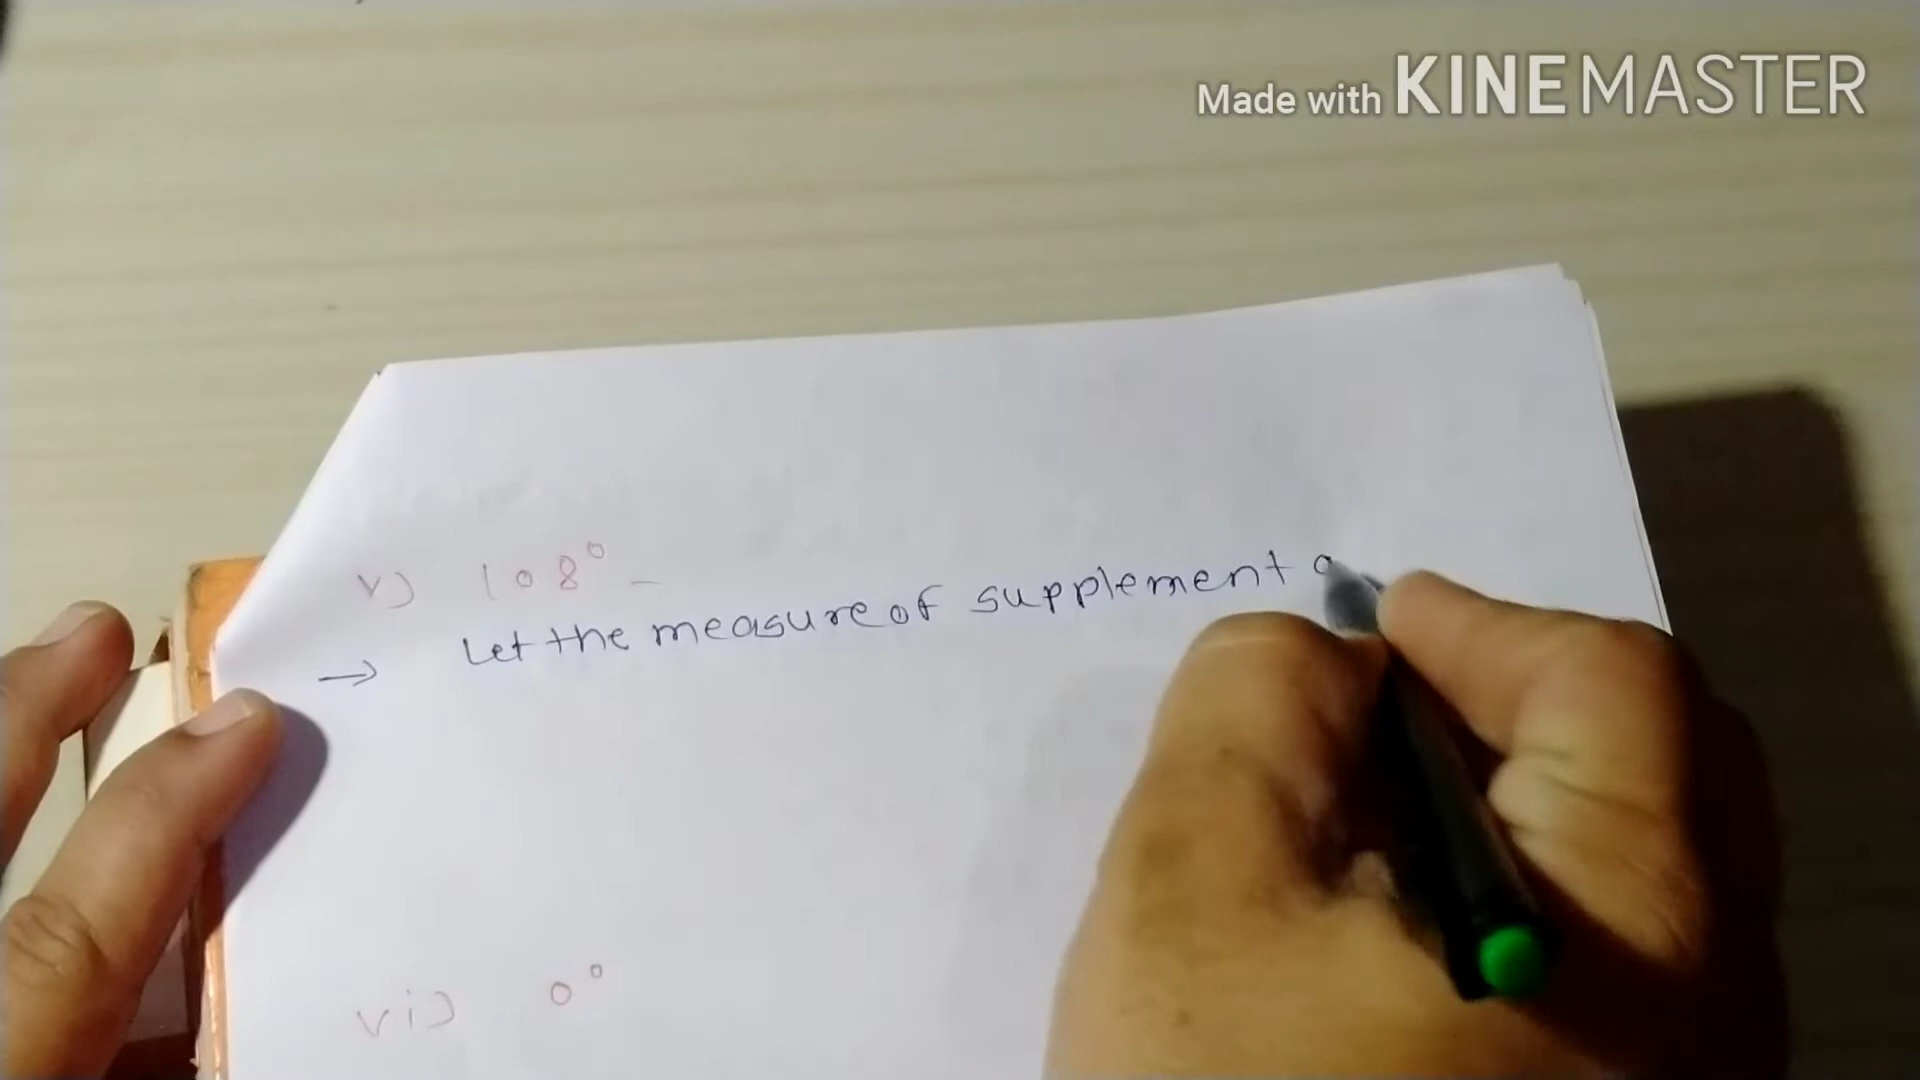 Made with KINEMASTER
v) 108° -
→ Let the measure of supplement
vi) 0°